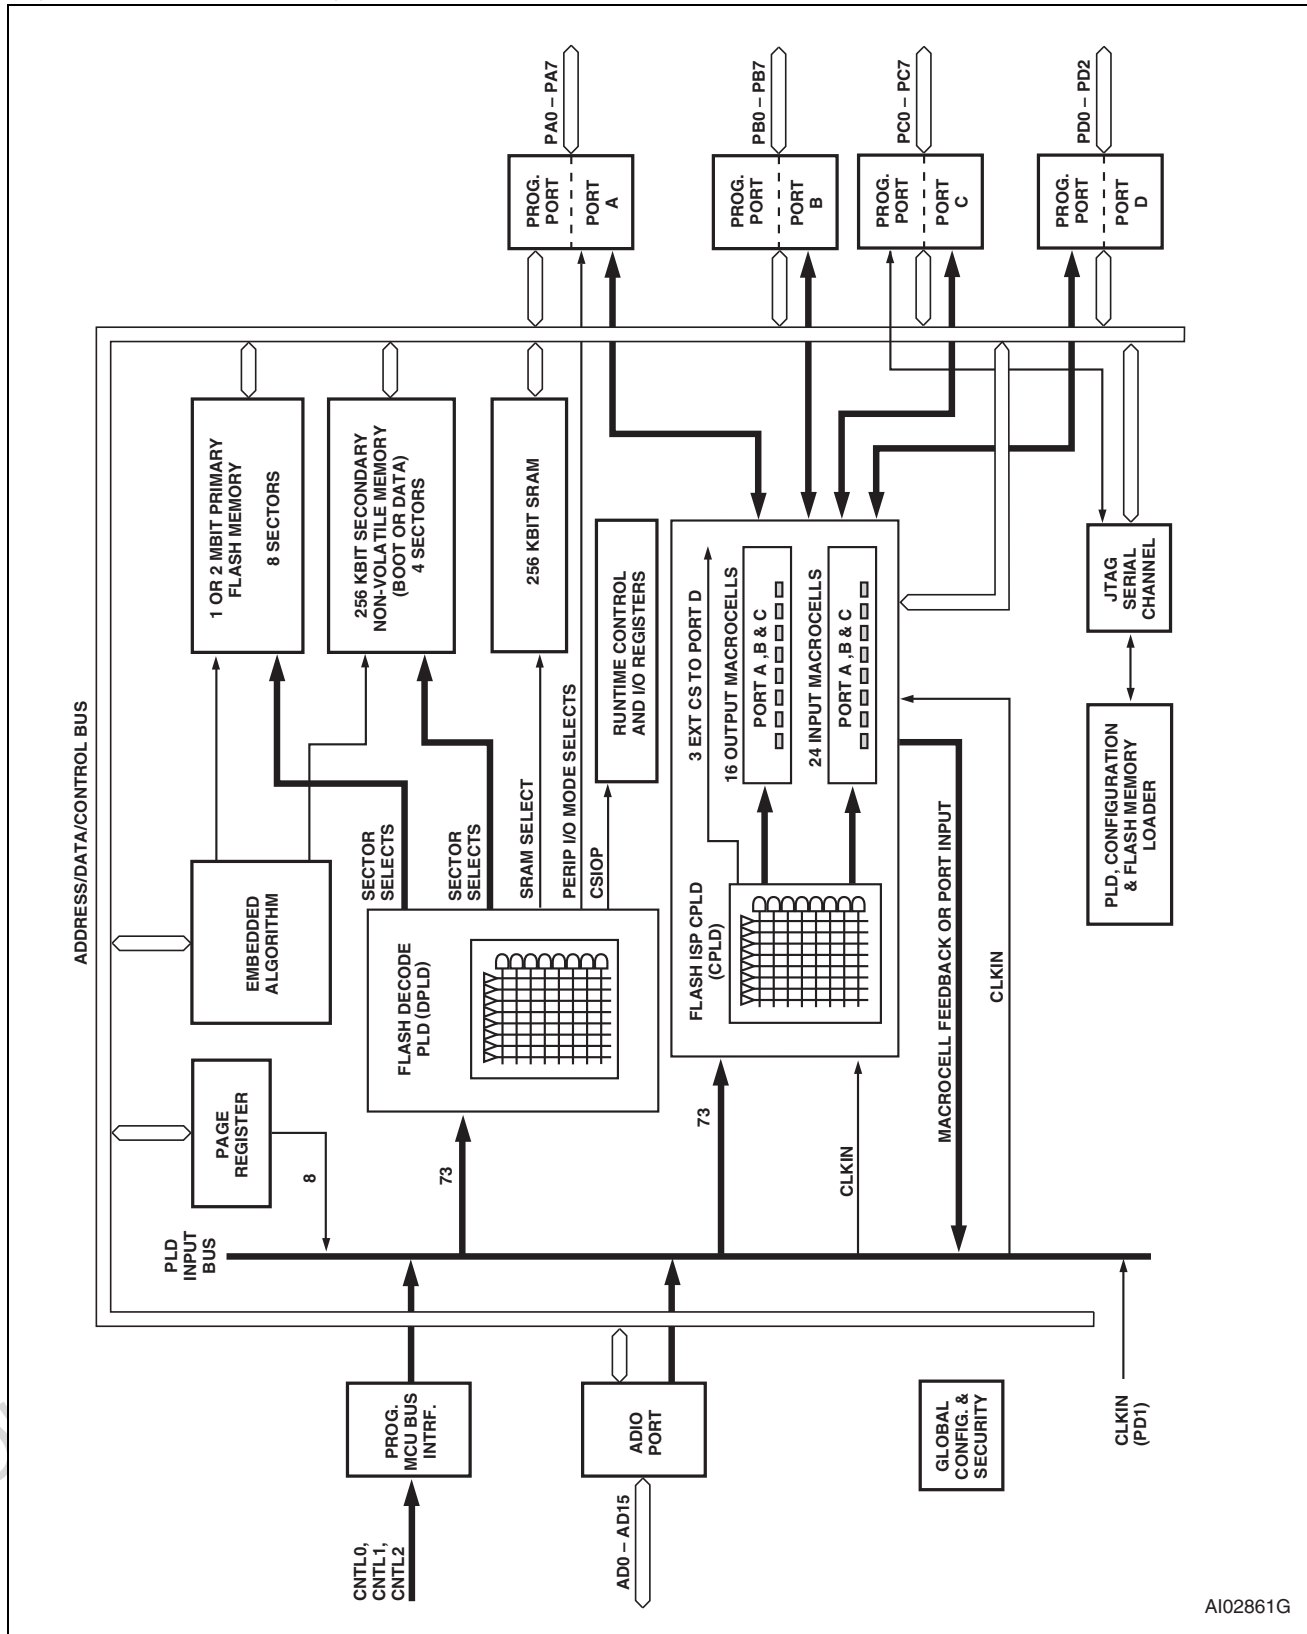 ADDRESS/DATA/CONTROL BUS
CNTL0,
CNTL1,
CNTL2
PROG.
MCU BUS
INTRF.
AD0 – AD15
ADIO
PORT
GLOBAL
CONFIG. &
SECURITY
CLKIN
(PD1)
PLD
INPUT
BUS
PAGE
REGISTER
8
73
73
CLKIN
EMBEDDED
ALGORITHM
FLASH DECODE
PLD (DPLD)
FLASH ISP CPLD
(CPLD)
SECTOR
SELECTS
SECTOR
SELECTS
SRAM SELECT
PERIP I/O MODE SELECTS
CSIOP
MACROCELL FEEDBACK OR PORT INPUT
CLKIN
1 OR 2 MBIT PRIMARY
FLASH MEMORY
8 SECTORS
256 KBIT SECONDARY
NON-VOLATILE MEMORY
(BOOT OR DATA)
4 SECTORS
256 KBIT SRAM
RUNTIME CONTROL
AND I/O REGISTERS
3 EXT CS TO PORT D
16 OUTPUT MACROCELLS
PORT A ,B & C
24 INPUT MACROCELLS
PORT A ,B & C
PLD, CONFIGURATION
& FLASH MEMORY
LOADER
JTAG
SERIAL
CHANNEL
PROG.
PORT
PORT
A
PA0 – PA7
PROG.
PORT
PORT
B
PB0 – PB7
PROG.
PORT
PORT
C
PC0 – PC7
PROG.
PORT
PORT
D
PD0 – PD2
AI02861G